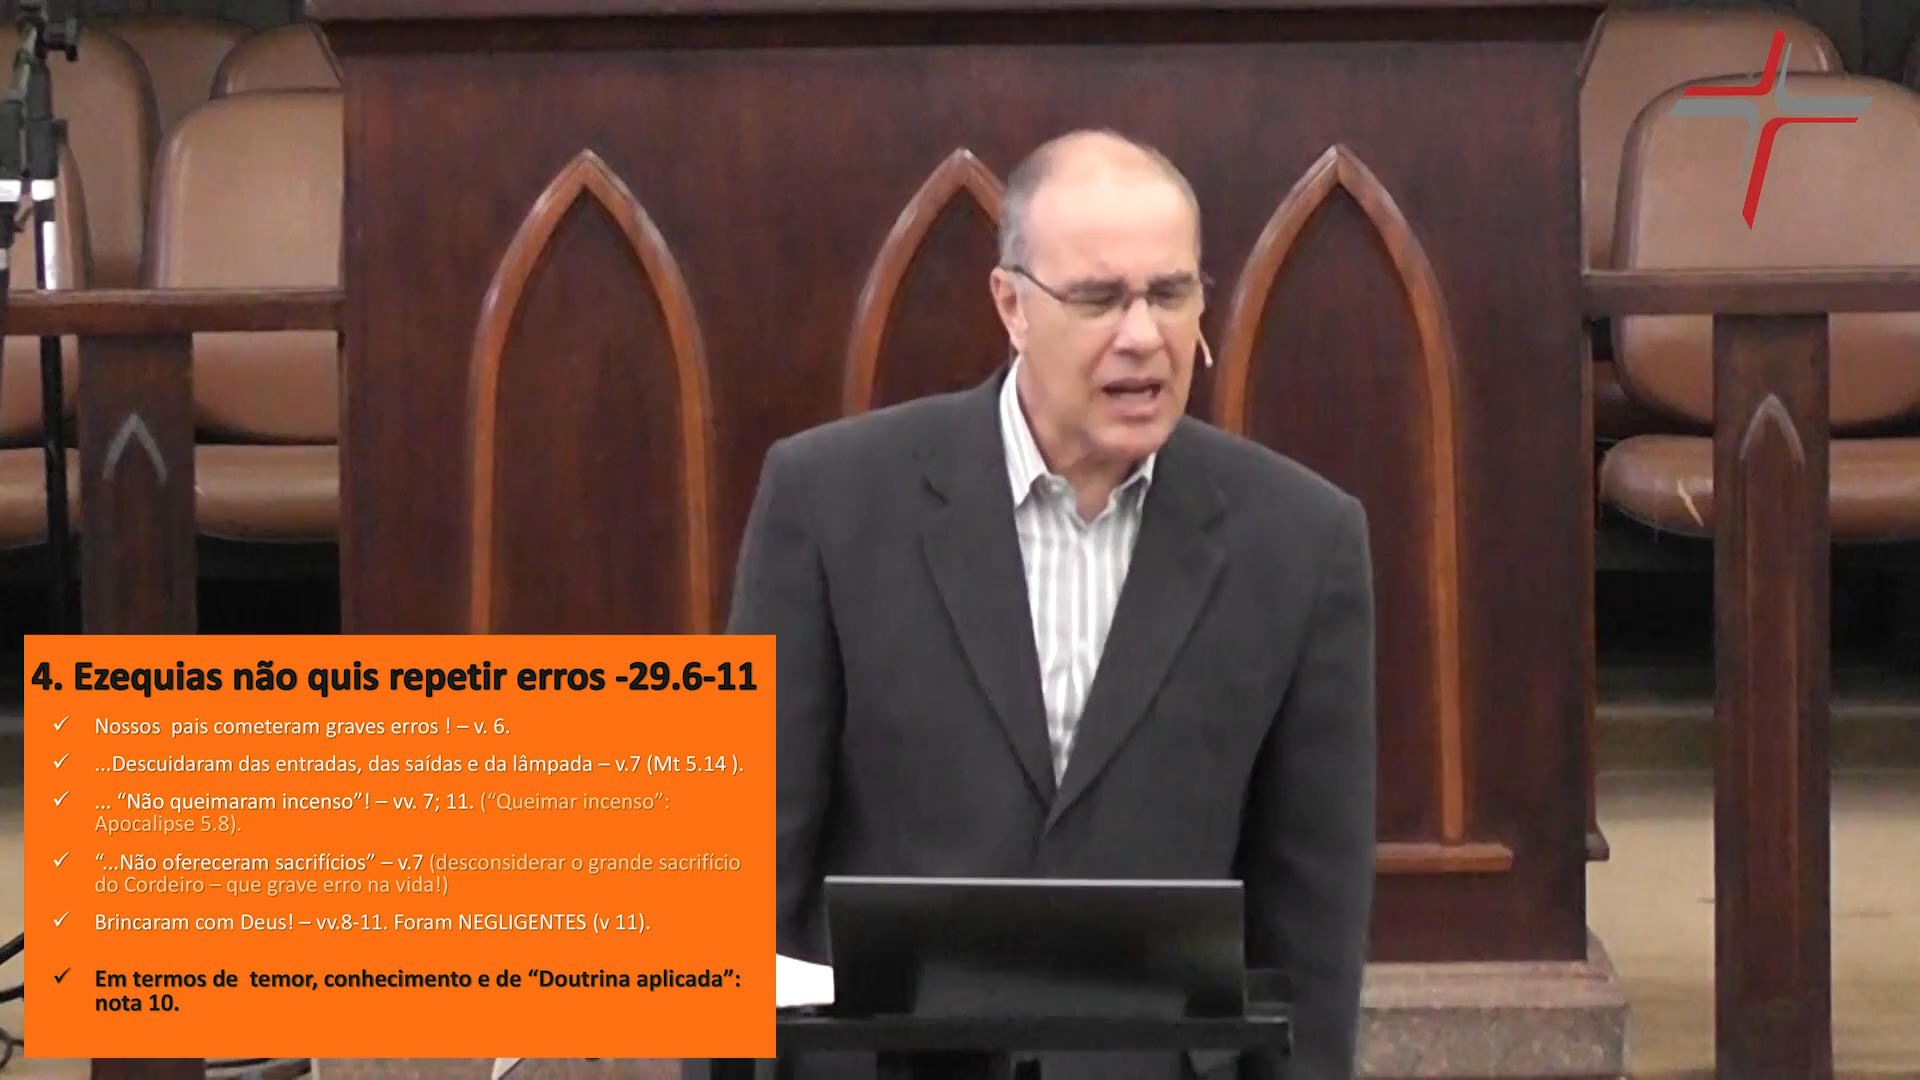 4. Ezequias não quis repetir erros -29.6-11
✓ Nossos  pais cometeram graves erros ! – v. 6.
✓ ...Descuidaram das entradas, das saídas e da lâmpada – v.7 (Mt 5.14 ).
✓ ... “Não queimaram incenso”! – vv. 7; 11. (“Queimar incenso”:
Apocalipse 5.8).
✓ “...Não ofereceram sacrifícios” – v.7 (desconsiderar o grande sacrifício
do Cordeiro – que grave erro na vida!)
✓ Brincaram com Deus! – vv.8-11. Foram NEGLIGENTES (v 11).
✓ Em termos de  temor, conhecimento e de “Doutrina aplicada”:
nota 10.